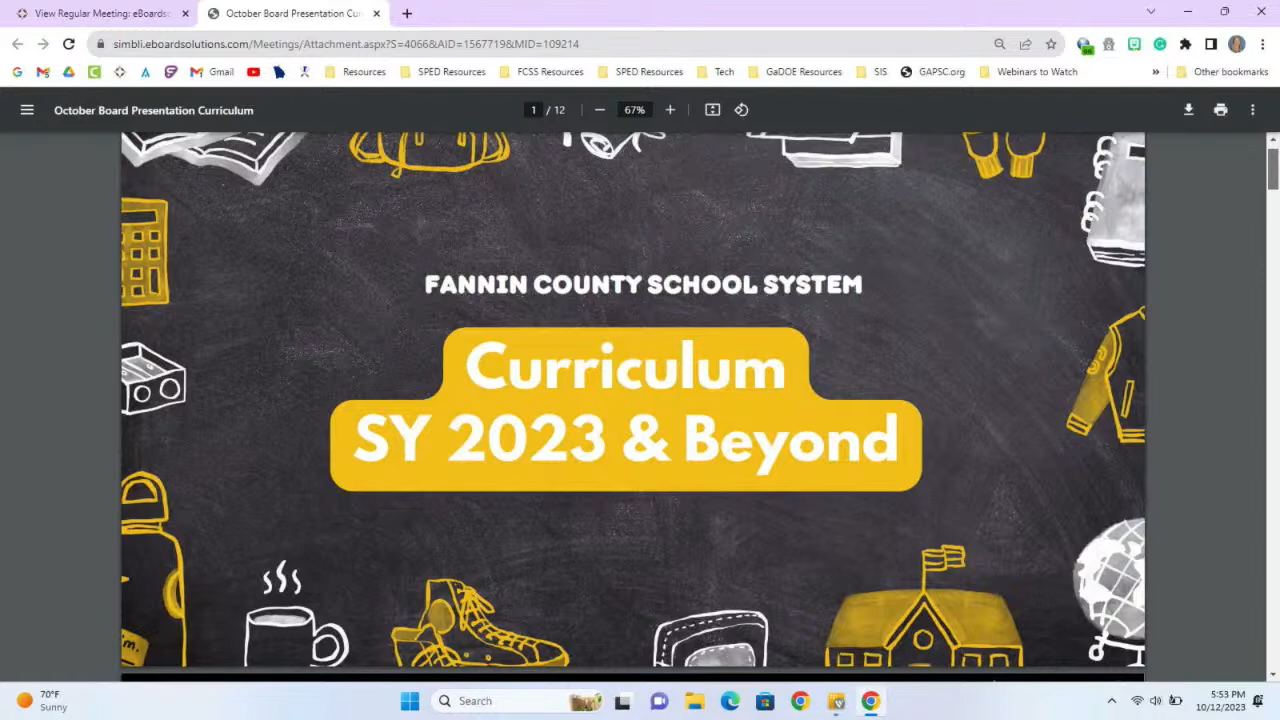 View Regular Meeting: eBoards
October Board Presentation Cur
simbli.eboardsolutions.com/Meetings/Attachment.aspx?S=4066&AID=1567719&MID=109214
Gmail
Resources
SPED Resources
FCSS Resources
SPED Resources
Tech
GaDOE Resources
SIS
GAPSC.org
Webinars to Watch
»
Other bookmarks
October Board Presentation Curriculum
1 / 12
67%
FANNIN COUNTY SCHOOL SYSTEM
Curriculum
SY 2023 & Beyond
70°F
Sunny
Search
5:53 PM
10/12/2023